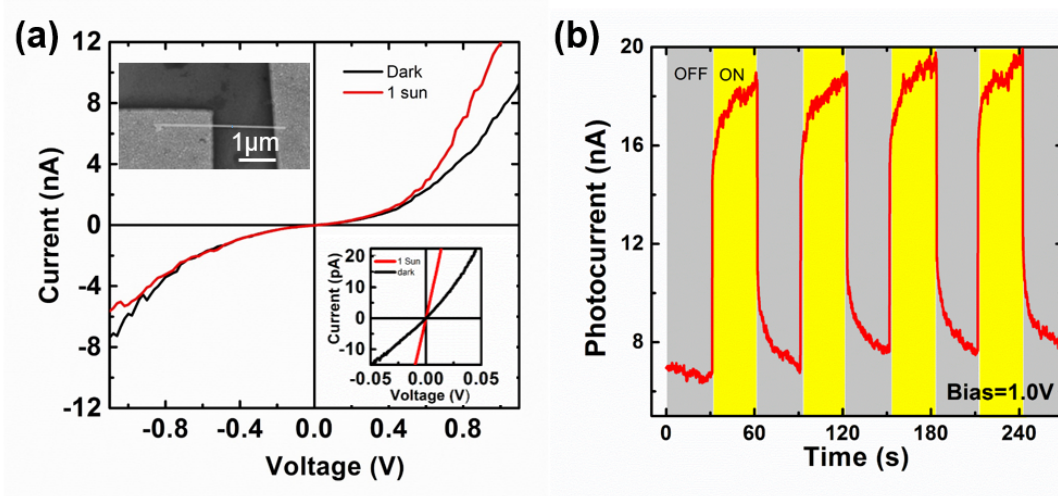 (a)
12
8
4
0
-4
-8
-12
Current (nA)
Dark
1 sun
1μm
20
10
0
-10
Current (pA)
1 Sun
dark
-0.05 0.00 0.05
Voltage (V)
-0.8 -0.4 0.0 0.4 0.8
Voltage (V)
(b)
20
16
12
8
Photocurrent (nA)
OFF ON
Bias=1.0V
0 60 120 180 240
Time (s)